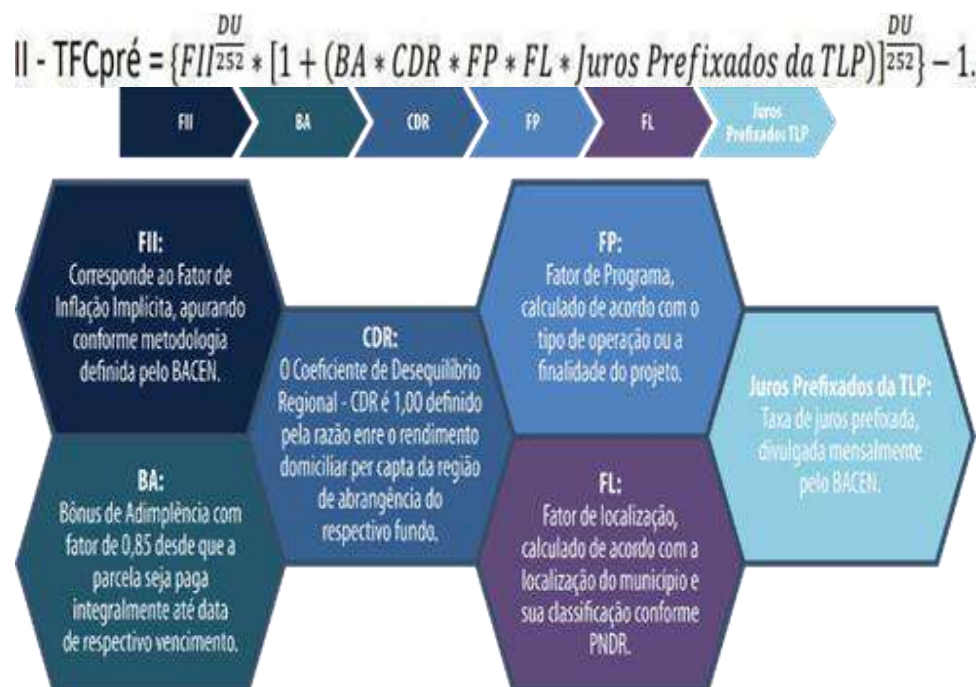 II - TFCpré = {FII^(DU/252) * [1 + (BA * CDR * FP * FL * Juros Prefixados da TLP)]^(DU/252)} − 1.
FII
BA
CDR
FP
FL
Juros
Prefixados TLP
FII:
Corresponde ao Fator de
Inflação Implícita, apurando
conforme metodologia
definida pelo BACEN.
BA:
Bônus de Adimplência com
fator de 0,85 desde que a
parcela seja paga
integralmente até data
de respectivo vencimento.
CDR:
O Coeficiente de Desequilíbrio
Regional - CDR é 1,00 definido
pela razão enre o rendimento
domiciliar per capta da região
de abrangência do
respectivo fundo,
FP:
Fator de Programa,
calculado de acordo com o
tipo de operação ou a
finalidade do projeto.
FL:
Fator de localização,
calculado de acordo com a
localização do município e
sua classificação conforme
PNDR.
Juros Prefixados da TLP:
Taxa de juros prefixada,
divulgada mensalmente
pelo BACEN.